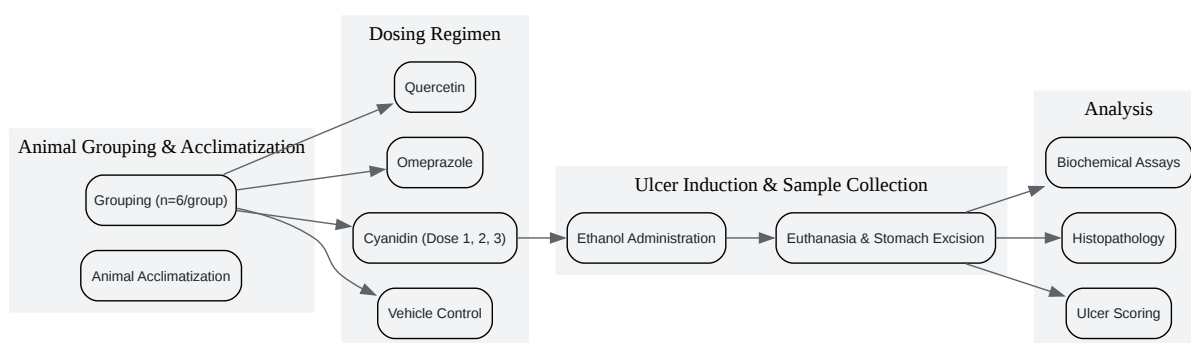 Animal Grouping & Acclimatization
Grouping (n=6/group)
Animal Acclimatization
Dosing Regimen
Quercetin
Omeprazole
Cyanidin (Dose 1, 2, 3)
Vehicle Control
Ulcer Induction & Sample Collection
Ethanol Administration
Euthanasia & Stomach Excision
Analysis
Biochemical Assays
Histopathology
Ulcer Scoring